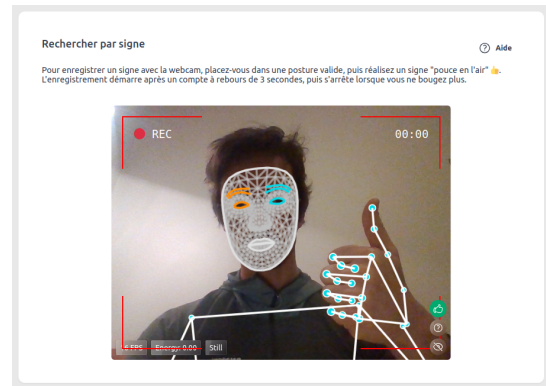 Rechercher par signe
Aide
Pour enregistrer un signe avec la webcam, placez-vous dans une posture valide, puis réalisez un signe "pouce en l'air" 👍.
L'enregistrement démarre après un compte à rebours de 3 secondes, puis s'arrête lorsque vous ne bougez plus.
REC
00:00
FPS Energy: 0.00 Still